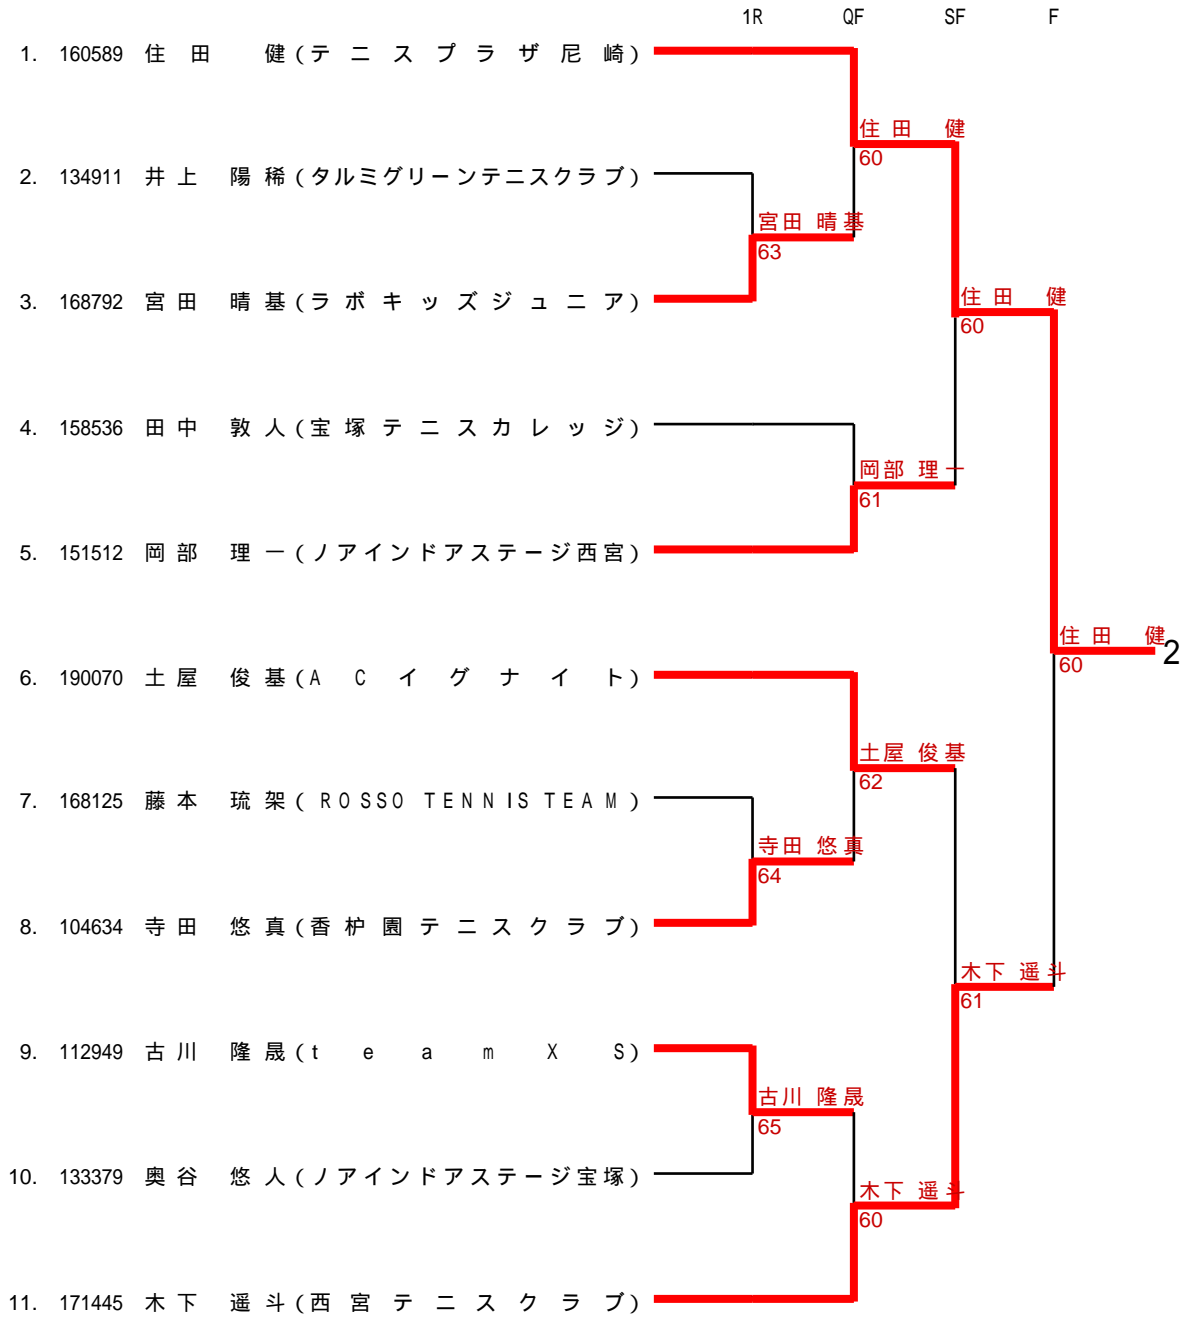 1R QF SF F
1. 160589 住田 健(テニスプラザ尼崎)
住田 健
60
2. 134911 井上 陽稀(タルミグリーンテニスクラブ)
宮田 晴基
63
3. 168792 宮田 晴基(ラボキッズジュニア)
住田 健
60
4. 158536 田中 敦人(宝塚テニスカレッジ)
岡部 理一
61
5. 151512 岡部 理一(ノアインドアステージ西宮)
住田 健
60
2
6. 190070 土屋 俊基(ACイグナイト)
土屋 俊基
62
7. 168125 藤本 琉架(ROSSO TENNIS TEAM)
寺田 悠真
64
8. 104634 寺田 悠真(香枦園テニスクラブ)
木下 遥斗
61
9. 112949 古川 隆晟(teamXS)
古川 隆晟
65
10. 133379 奥谷 悠人(ノアインドアステージ宝塚)
木下 遥斗
60
11. 171445 木下 遥斗(西宮テニスクラブ)